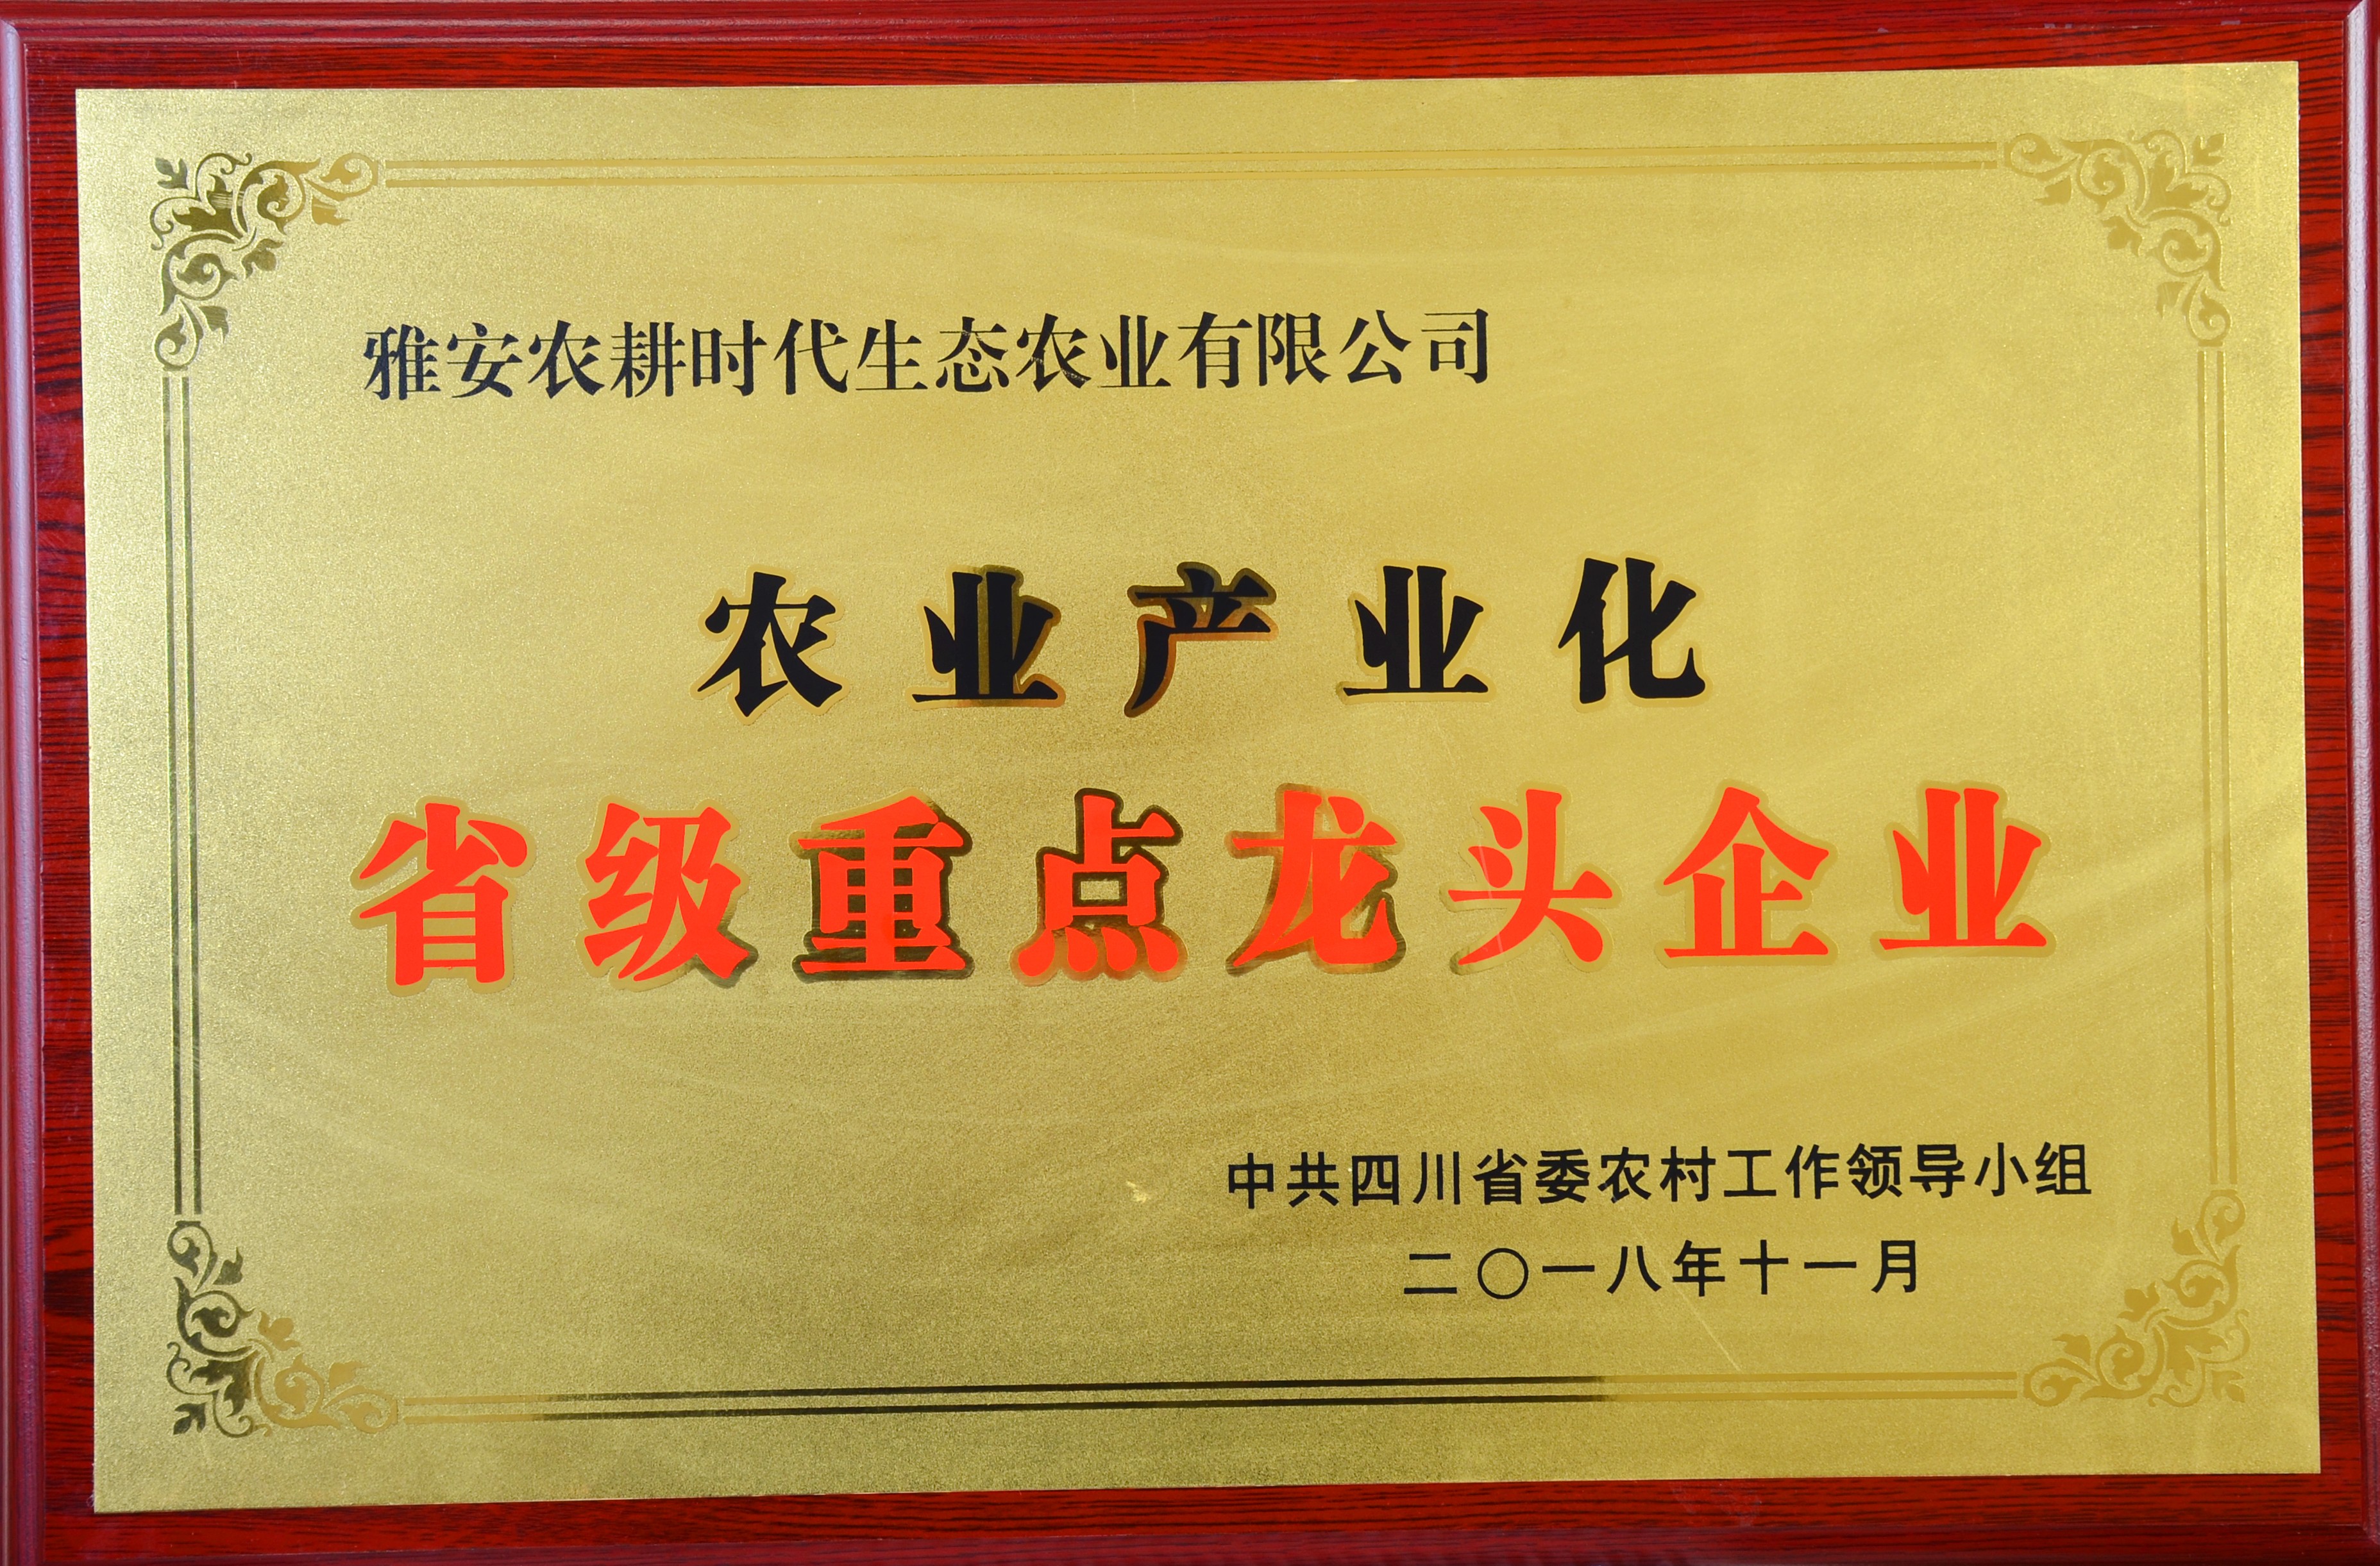 雅安农耕时代生态农业有限公司
农业产业化
省级重点龙头企业
中共四川省委农村工作领导小组
二〇一八年十一月